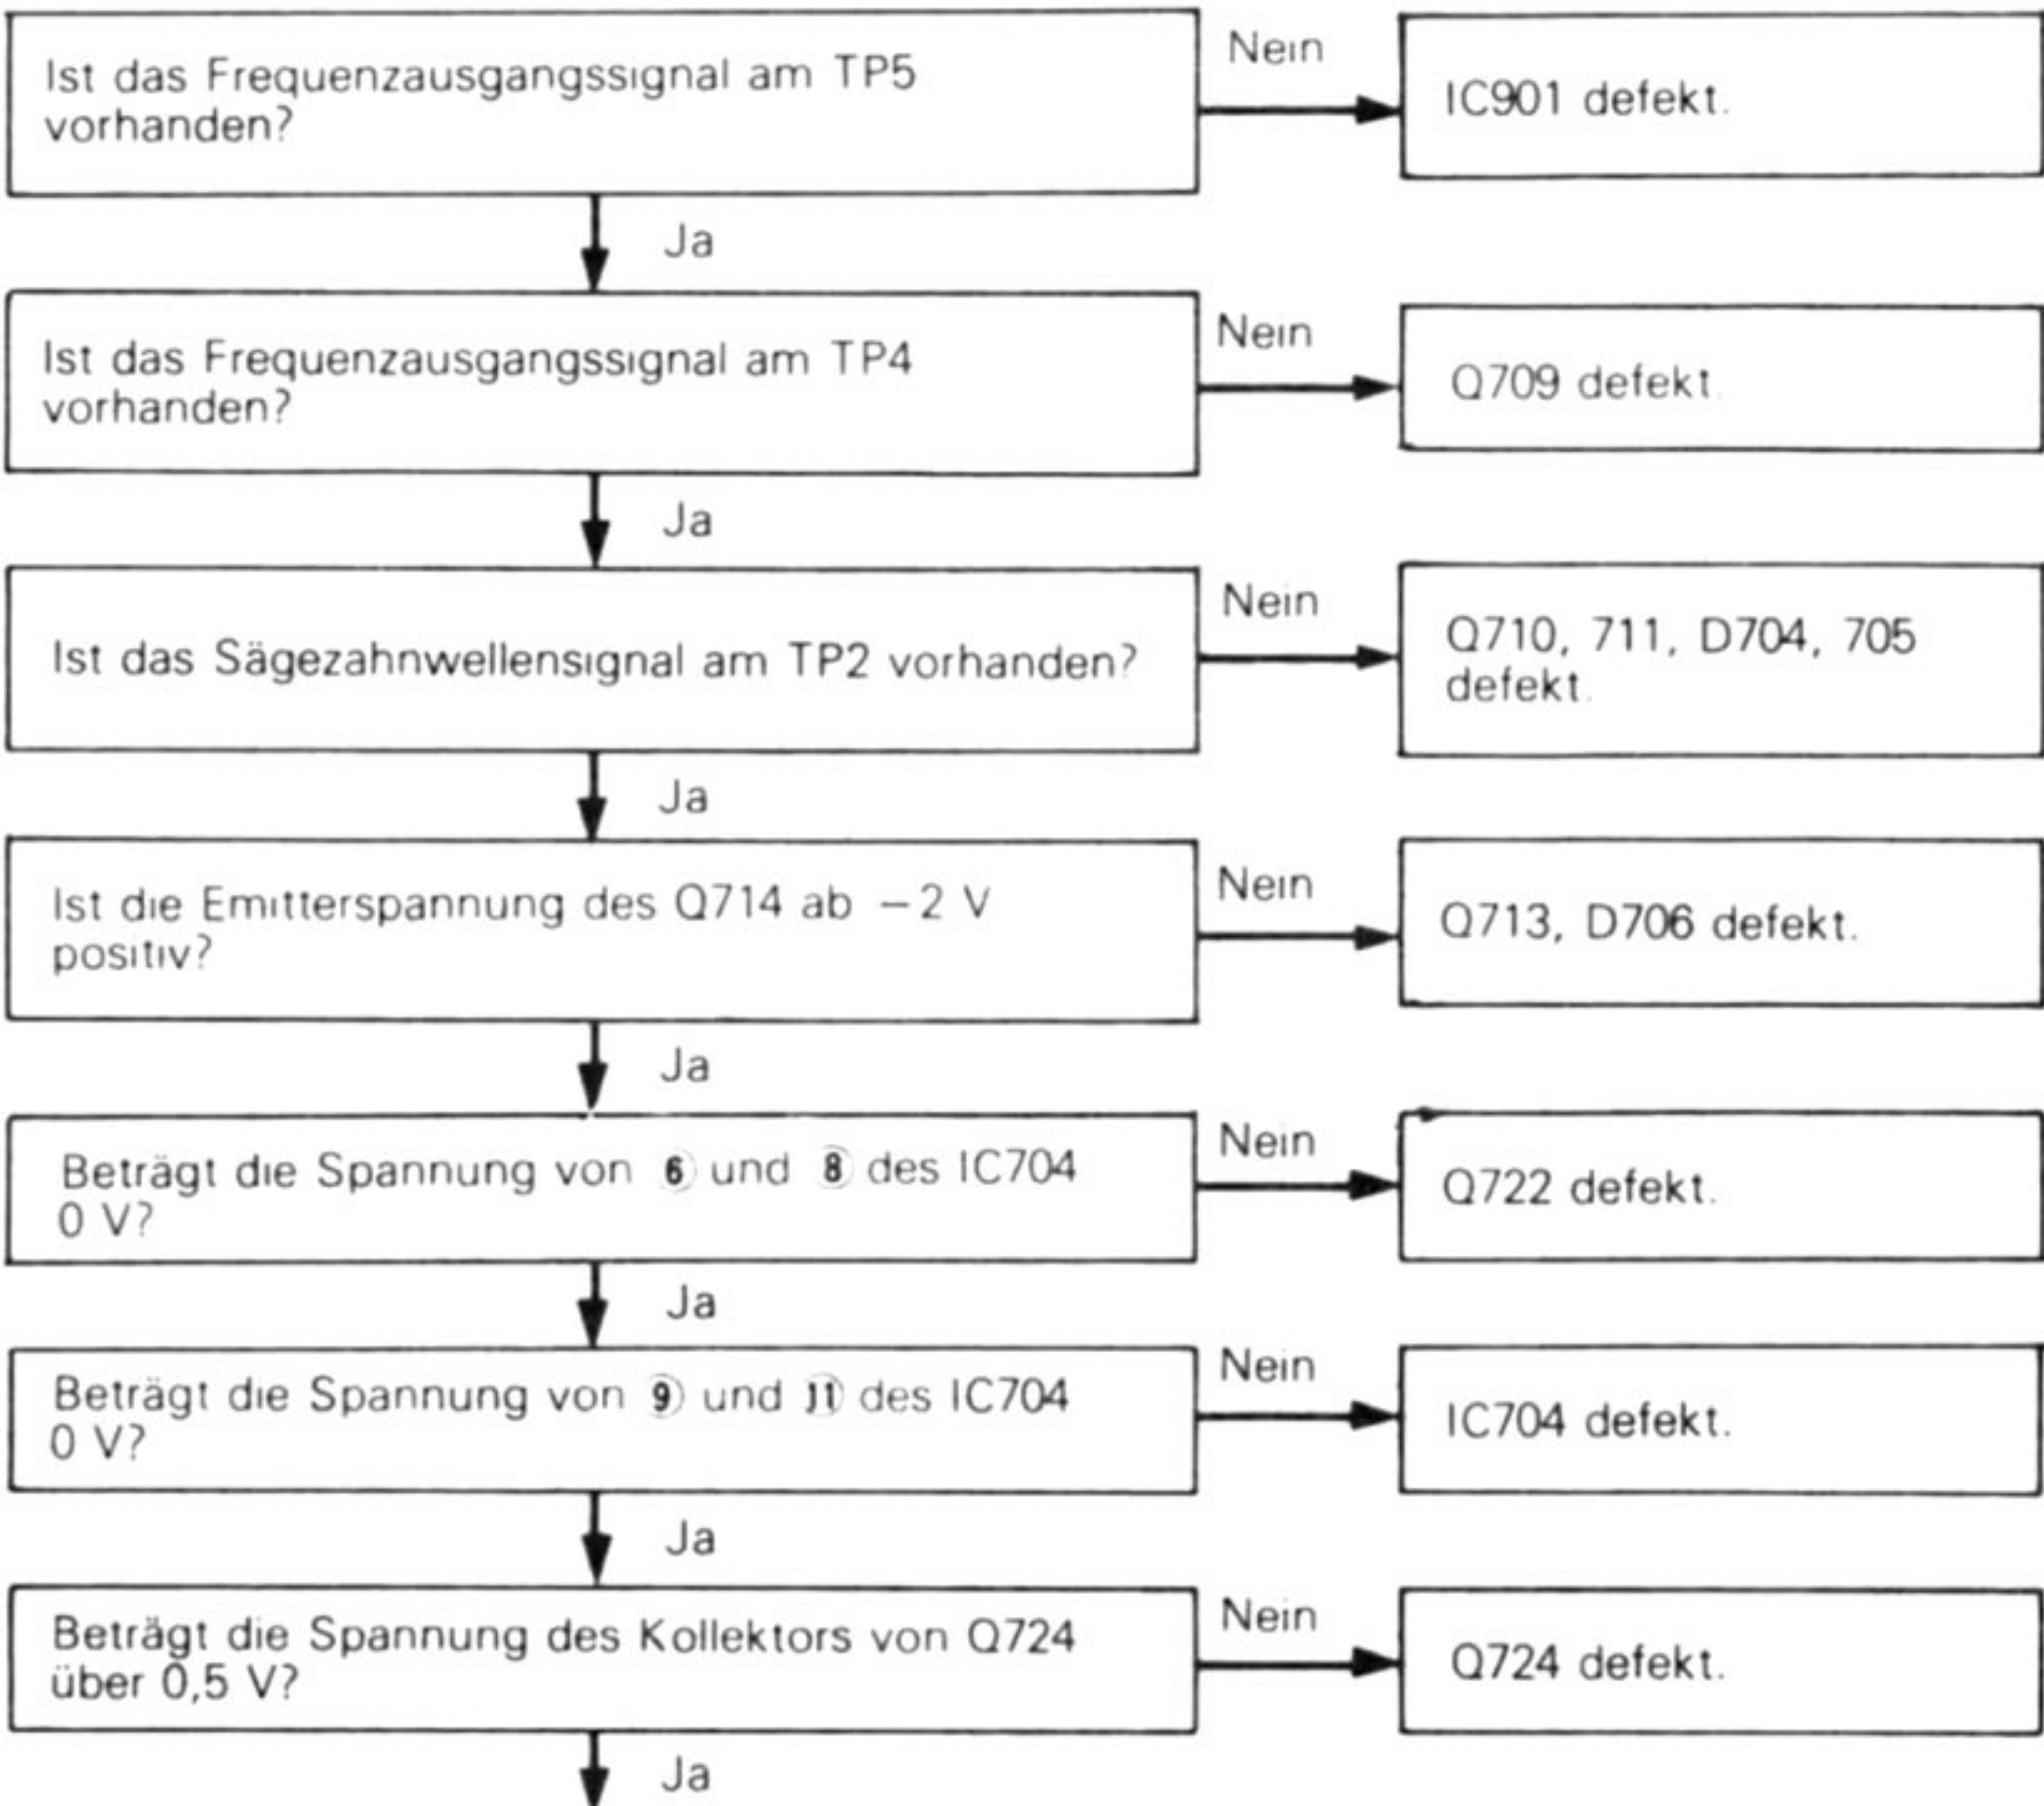 Ist das Frequenzausgangssignal am TP5
vorhanden?
Nein
IC901 defekt.
Ja
Ist das Frequenzausgangssignal am TP4
vorhanden?
Nein
Q709 defekt.
Ja
Ist das Sägezahnwellensignal am TP2 vorhanden?
Nein
Q710, 711, D704, 705
defekt.
Ja
Ist die Emitterspannung des Q714 ab −2 V
positiv?
Nein
Q713, D706 defekt.
Ja
Beträgt die Spannung von ⑥ und ⑧ des IC704
0 V?
Nein
Q722 defekt.
Ja
Beträgt die Spannung von ⑨ und ⑪ des IC704
0 V?
Nein
IC704 defekt.
Ja
Beträgt die Spannung des Kollektors von Q724
über 0,5 V?
Nein
Q724 defekt.
Ja